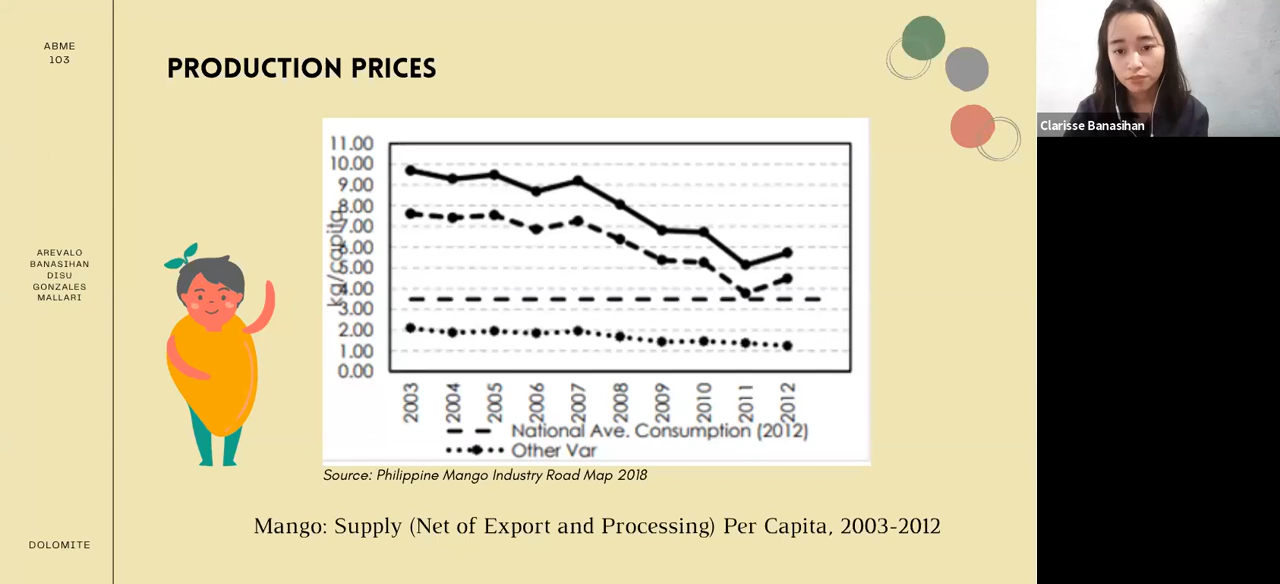 ABME
103
AREVALO
BANASIHAN
DISU
GONZALES
MALLARI
DOLOMITE
PRODUCTION PRICES
kg/capita
11.00
10.00
9.00
8.00
7.00
6.00
5.00
4.00
3.00
2.00
1.00
0.00
2003 2004 2005 2006 2007 2008 2009 2010 2011 2012
National Ave. Consumption (2012)
Other Var
Source: Philippine Mango Industry Road Map 2018
Mango: Supply (Net of Export and Processing) Per Capita, 2003-2012
Clarisse Banasihan